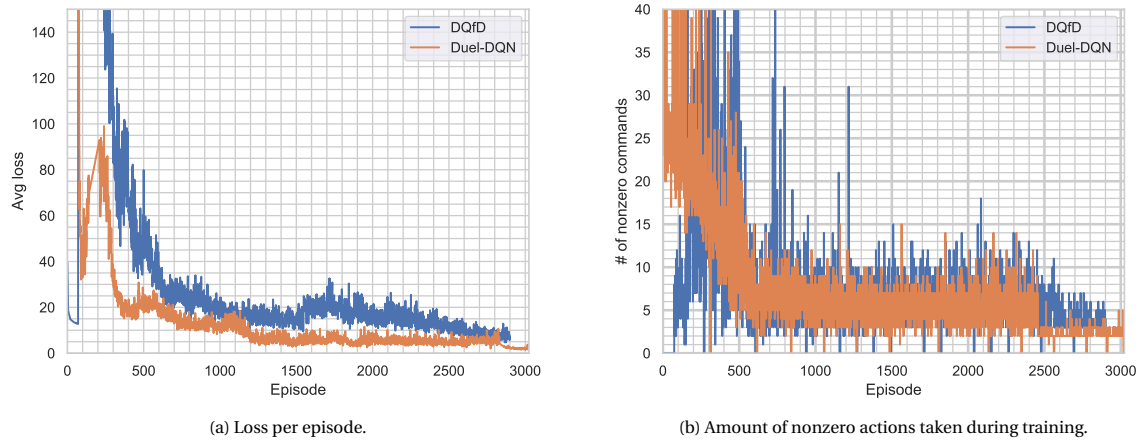 DQfD
Duel-DQN
Avg loss
140
120
100
80
60
40
20
0
0 500 1000 1500 2000 2500 3000
Episode
(a) Loss per episode.
DQfD
Duel-DQN
# of nonzero commands
40
35
30
25
20
15
10
5
0
0 500 1000 1500 2000 2500 3000
Episode
(b) Amount of nonzero actions taken during training.